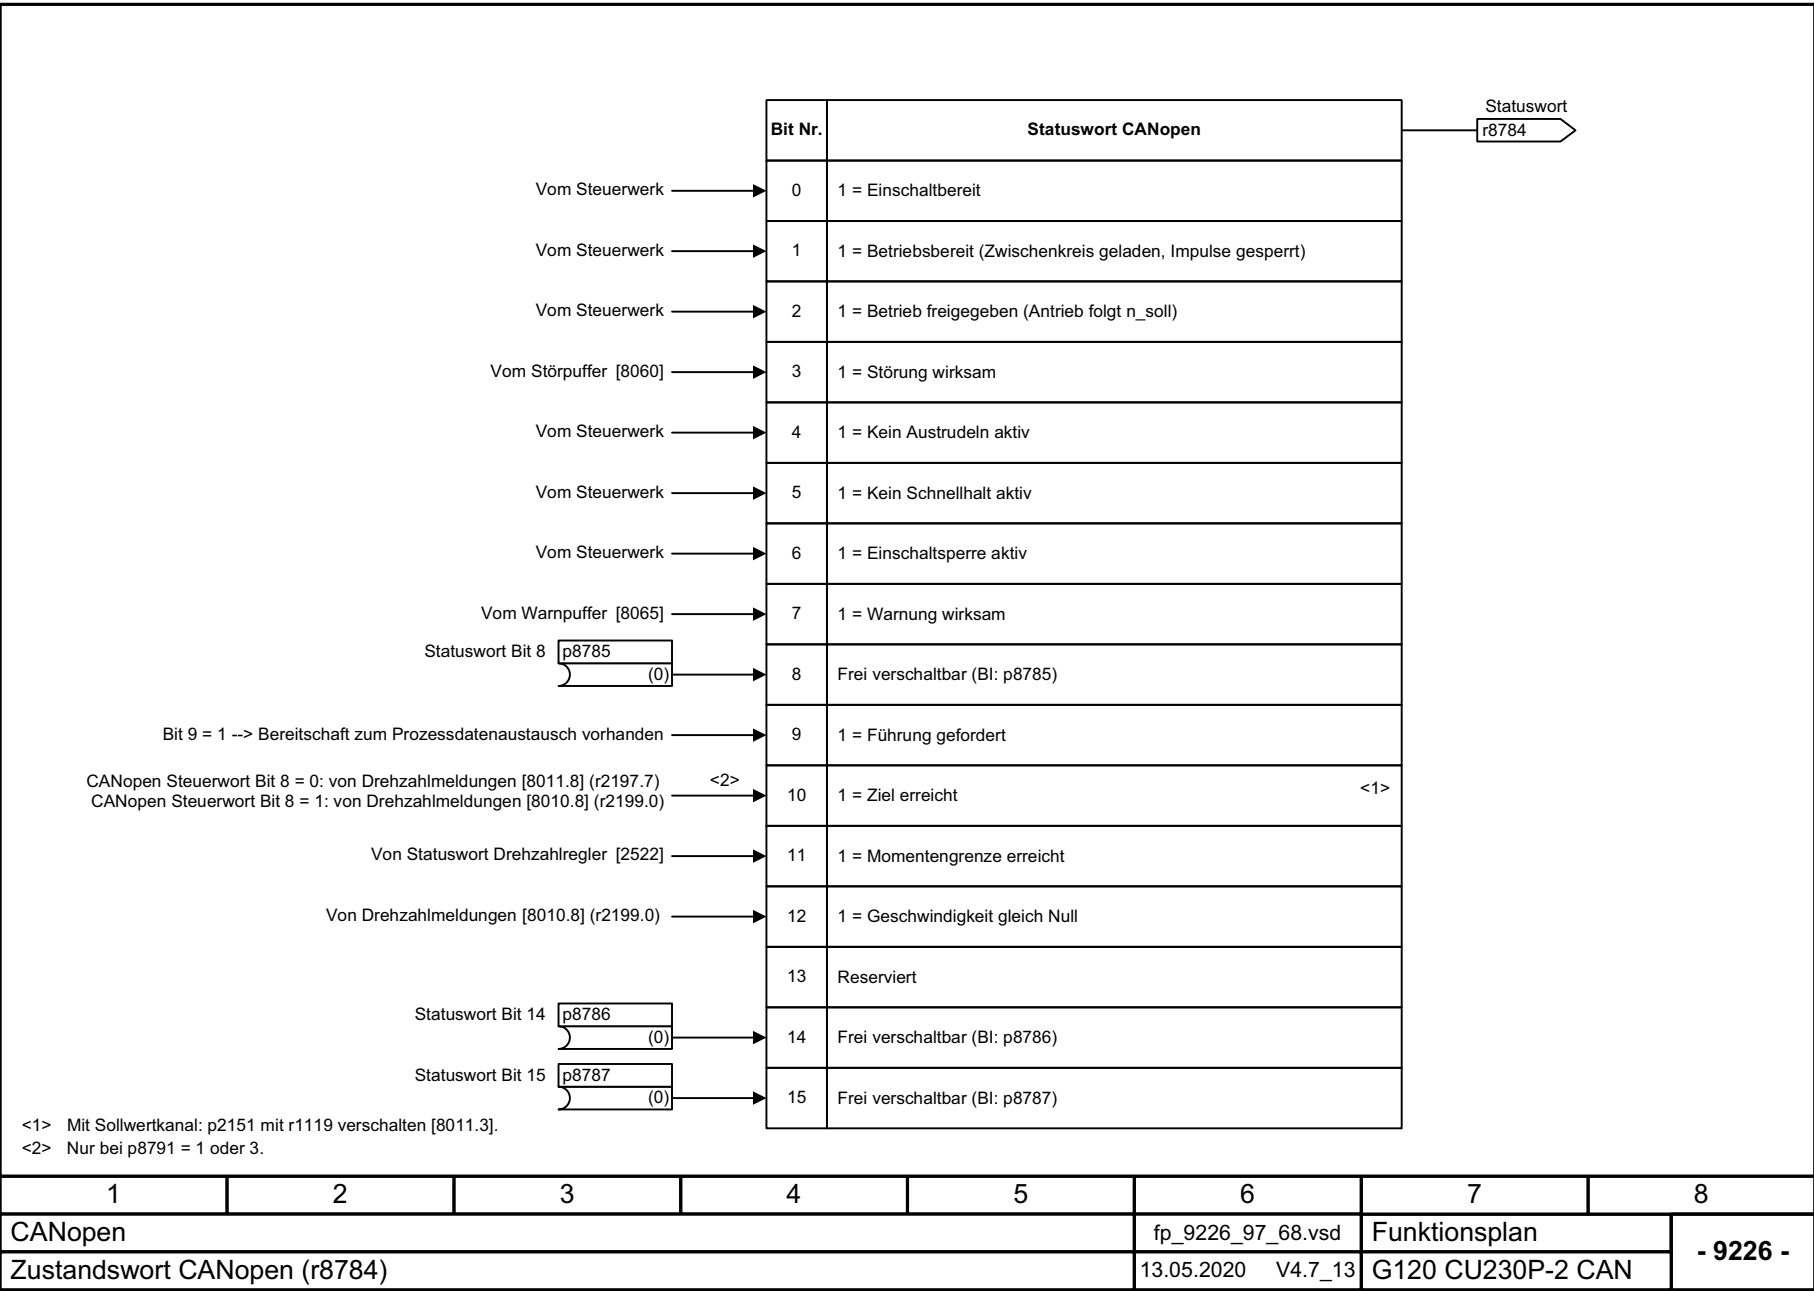 Statuswort
r8784
Bit Nr. Statuswort CANopen
Vom Steuerwerk 0 1 = Einschaltbereit
Vom Steuerwerk 1 1 = Betriebsbereit (Zwischenkreis geladen, Impulse gesperrt)
Vom Steuerwerk 2 1 = Betrieb freigegeben (Antrieb folgt n_soll)
Vom Störpuffer [8060] 3 1 = Störung wirksam
Vom Steuerwerk 4 1 = Kein Austrudeln aktiv
Vom Steuerwerk 5 1 = Kein Schnellhalt aktiv
Vom Steuerwerk 6 1 = Einschaltsperre aktiv
Vom Warnpuffer [8065] 7 1 = Warnung wirksam
Statuswort Bit 8 p8785
(0) 8 Frei verschaltbar (BI: p8785)
Bit 9 = 1 --> Bereitschaft zum Prozessdatenaustausch vorhanden 9 1 = Führung gefordert
CANopen Steuerwort Bit 8 = 0: von Drehzahlmeldungen [8011.8] (r2197.7) <2>
CANopen Steuerwort Bit 8 = 1: von Drehzahlmeldungen [8010.8] (r2199.0) 10 1 = Ziel erreicht <1>
Von Statuswort Drehzahlregler [2522] 11 1 = Momentengrenze erreicht
Von Drehzahlmeldungen [8010.8] (r2199.0) 12 1 = Geschwindigkeit gleich Null
13 Reserviert
Statuswort Bit 14 p8786
(0) 14 Frei verschaltbar (BI: p8786)
Statuswort Bit 15 p8787
(0) 15 Frei verschaltbar (BI: p8787)
<1> Mit Sollwertkanal: p2151 mit r1119 verschalten [8011.3].
<2> Nur bei p8791 = 1 oder 3.
1 2 3 4 5 6 7 8
CANopen fp_9226_97_68.vsd Funktionsplan
- 9226 -
Zustandswort CANopen (r8784) 13.05.2020 V4.7_13 G120 CU230P-2 CAN